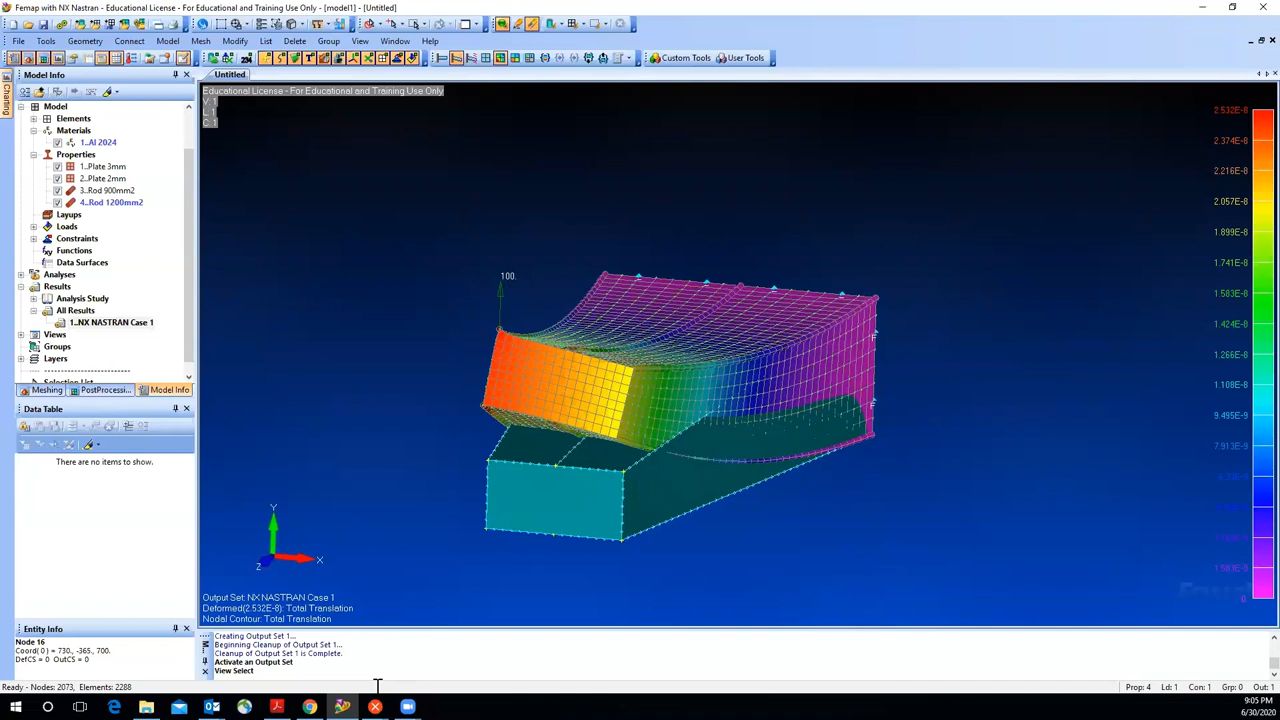 Femap with NX Nastran - Educational License - For Educational and Training Use Only - [model1] - [Untitled]
File Tools Geometry Connect Model Mesh Modify List Delete Group View Window Help
Custom Tools User Tools
Charting
Model Info
Untitled
Educational License - For Educational and Training Use Only
V: 1
L: 1
C: 1
Model
Elements
Materials
1..Al 2024
Properties
1..Plate 3mm
2..Plate 2mm
3..Rod 900mm2
4..Rod 1200mm2
Layups
Loads
Constraints
Functions
Data Surfaces
Analyses
Results
Analysis Study
All Results
1..NX NASTRAN Case 1
Views
Groups
Layers
Meshing PostProcessi... Model Info
Data Table
There are no items to show.
100.
F
F
2.532E-8
2.374E-8
2.216E-8
2.057E-8
1.899E-8
1.741E-8
1.583E-8
1.424E-8
1.266E-8
1.108E-8
9.495E-9
7.913E-9
1.583E-9
0.
Y
X
Z
Output Set: NX NASTRAN Case 1
Deformed(2.532E-8): Total Translation
Nodal Contour: Total Translation
Entity Info
Node 16
Coord( 0 ) = 730., -365., 700.
DefCS = 0 OutCS = 0
Creating Output Set 1...
Beginning Cleanup of Output Set 1...
Cleanup of Output Set 1 is Complete.
Activate an Output Set
View Select
Ready - Nodes: 2073, Elements: 2288
Prop: 4 Ld: 1 Con: 1 Grp: 0 Out: 1
9:05 PM
6/30/2020